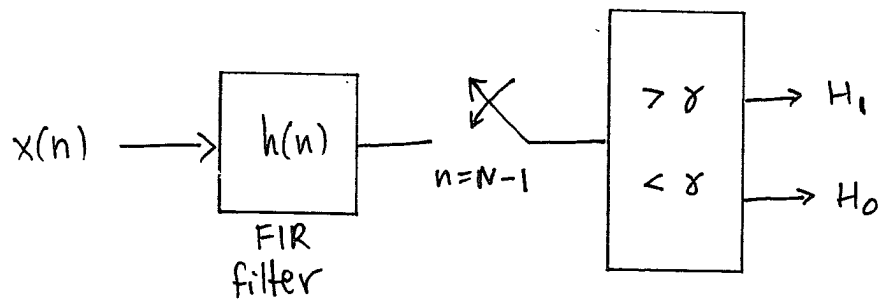 x(n)
h(n)
FIR
filter
n=N-1
> γ
< γ
H₁
H₀